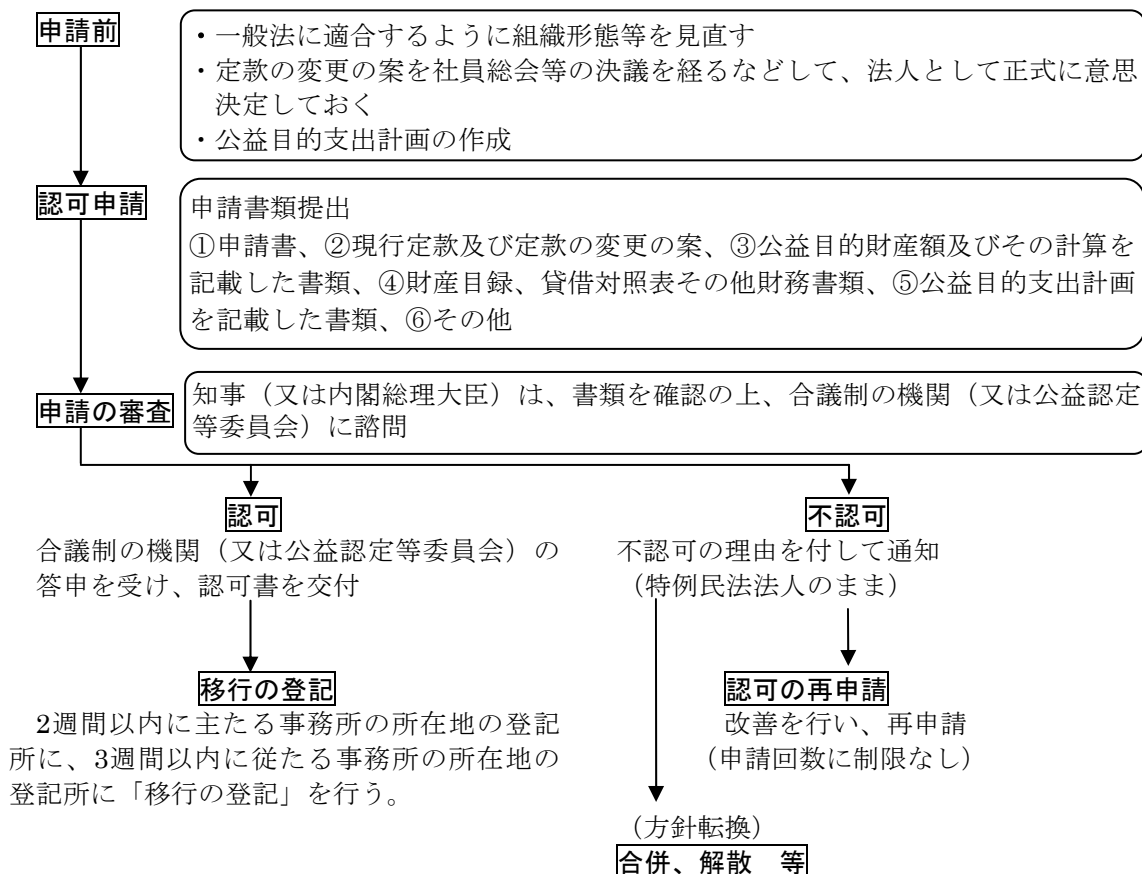 申請前
・一般法に適合するように組織形態等を見直す
・定款の変更の案を社員総会等の決議を経るなどして、法人として正式に意思
決定しておく
・公益目的支出計画の作成
認可申請
申請書類提出
①申請書、②現行定款及び定款の変更の案、③公益目的財産額及びその計算を
記載した書類、④財産目録、貸借対照表その他財務書類、⑤公益目的支出計画
を記載した書類、⑥その他
申請の審査
知事（又は内閣総理大臣）は、書類を確認の上、合議制の機関（又は公益認定
等委員会）に諮問
認可
合議制の機関（又は公益認定等委員会）の
答申を受け、認可書を交付
移行の登記
2週間以内に主たる事務所の所在地の登記
所に、3週間以内に従たる事務所の所在地の
登記所に「移行の登記」を行う。
不認可
不認可の理由を付して通知
（特例民法法人のまま）
認可の再申請
改善を行い、再申請
（申請回数に制限なし）
（方針転換）
合併、解散　等